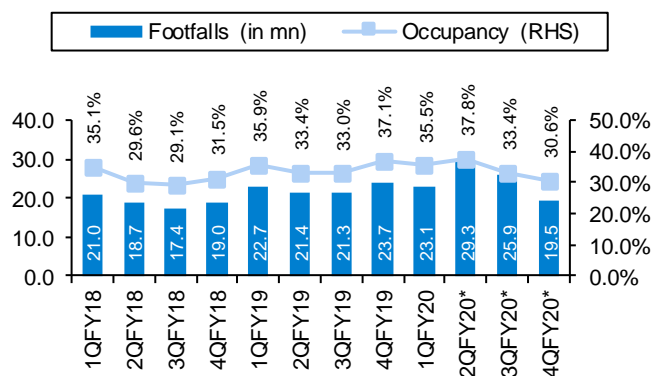 Footfalls (in mn) Occupancy (RHS)
35.1% 29.6% 29.1% 31.5% 35.9% 33.4% 33.0% 37.1% 35.5% 37.8% 33.4% 30.6%
40.0 50.0%
30.0 40.0%
20.0 30.0%
10.0 20.0%
0.0 10.0%
0.0%
21.0 18.7 17.4 19.0 22.7 21.4 21.3 23.7 23.1 29.3 25.9 19.5
1QFY18 2QFY18 3QFY18 4QFY18 1QFY19 2QFY19 3QFY19 4QFY19 1QFY20 2QFY20* 3QFY20* 4QFY20*